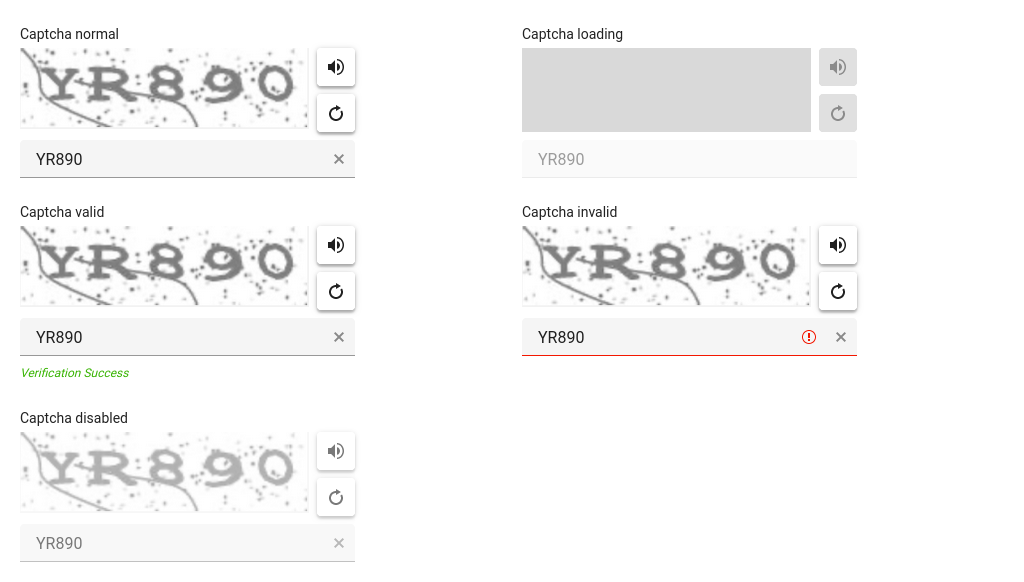 Captcha normal
YR890
YR890
Captcha loading
YR890
Captcha valid
YR890
YR890
Verification Success
Captcha invalid
YR890
YR890
Captcha disabled
YR890
YR890